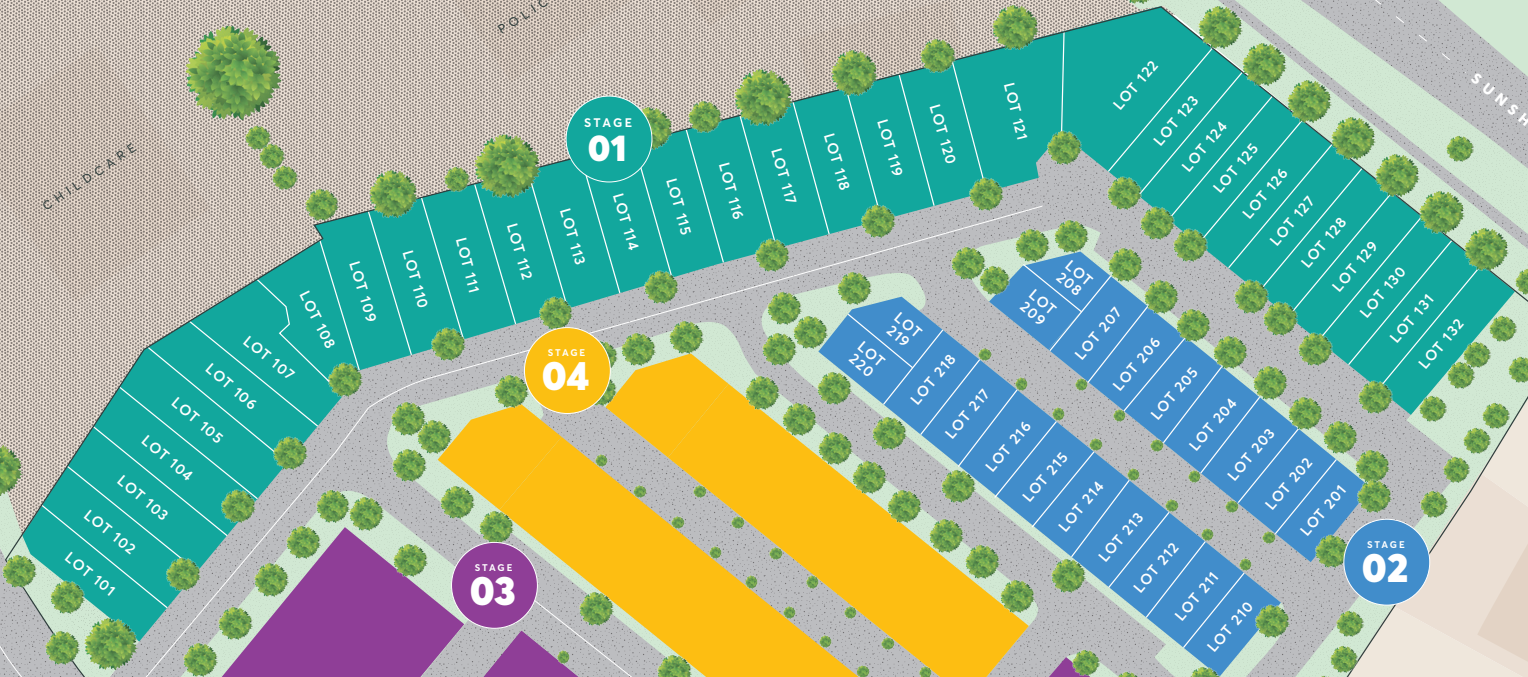 POLIC
CHILDCARE
SUNSH
STAGE
01
LOT 101
LOT 102
LOT 103
LOT 104
LOT 105
LOT 106
LOT 107
LOT 108
LOT 109
LOT 110
LOT 111
LOT 112
LOT 113
LOT 114
LOT 115
LOT 116
LOT 117
LOT 118
LOT 119
LOT 120
LOT 121
LOT 122
LOT 123
LOT 124
LOT 125
LOT 126
LOT 127
LOT 128
LOT 129
LOT 130
LOT 131
LOT 132
STAGE
04
STAGE
03
LOT
208
LOT
209
LOT 207
LOT 206
LOT 205
LOT 204
LOT 203
LOT 202
LOT 201
LOT
219
LOT
220
LOT 218
LOT 217
LOT 216
LOT 215
LOT 214
LOT 213
LOT 212
LOT 211
LOT 210
STAGE
02